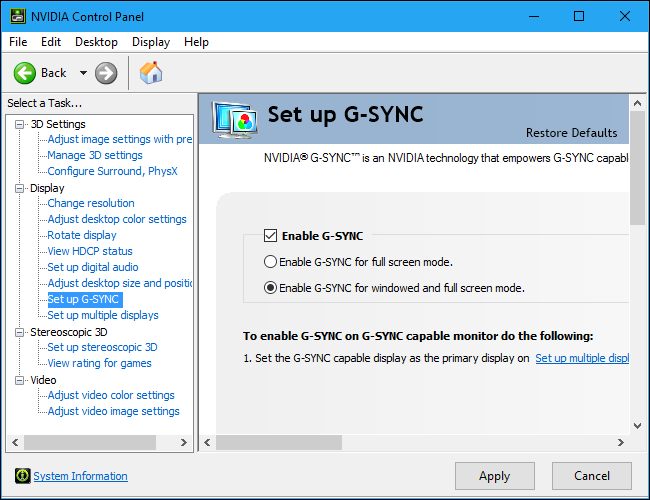 NVIDIA Control Panel
File Edit Desktop Display Help
Back
Select a Task...
3D Settings
Adjust image settings with pre
Manage 3D settings
Configure Surround, PhysX
Display
Change resolution
Adjust desktop color settings
Rotate display
View HDCP status
Set up digital audio
Adjust desktop size and positio
Set up G-SYNC
Set up multiple displays
Stereoscopic 3D
Set up stereoscopic 3D
View rating for games
Video
Adjust video color settings
Adjust video image settings
Set up G-SYNC
Restore Defaults
NVIDIA® G-SYNC™ is an NVIDIA technology that empowers G-SYNC capabl
Enable G-SYNC
Enable G-SYNC for full screen mode.
Enable G-SYNC for windowed and full screen mode.
To enable G-SYNC on G-SYNC capable monitor do the following:
1. Set the G-SYNC capable display as the primary display on Set up multiple displ
System Information
Apply
Cancel